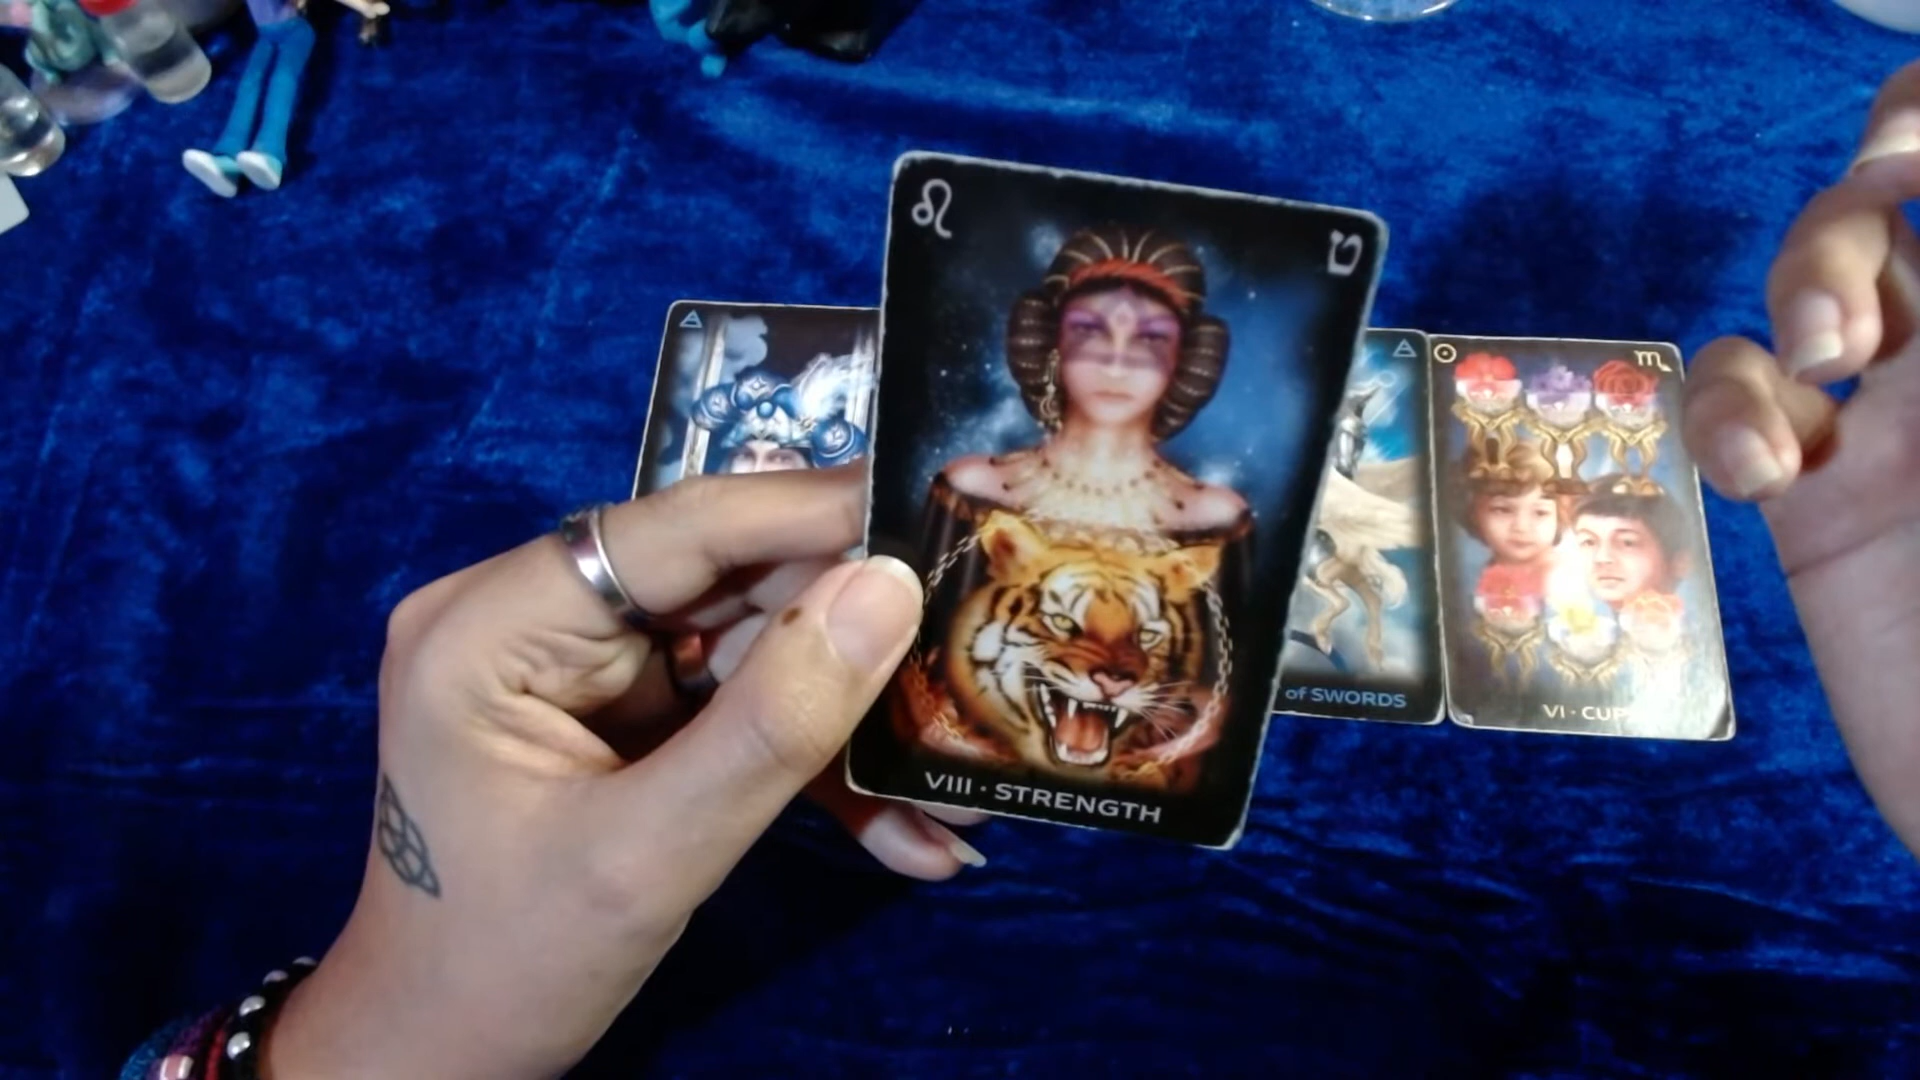 ♌ ט
VIII · STRENGTH
of SWORDS
☉ ♏
VI · CUP